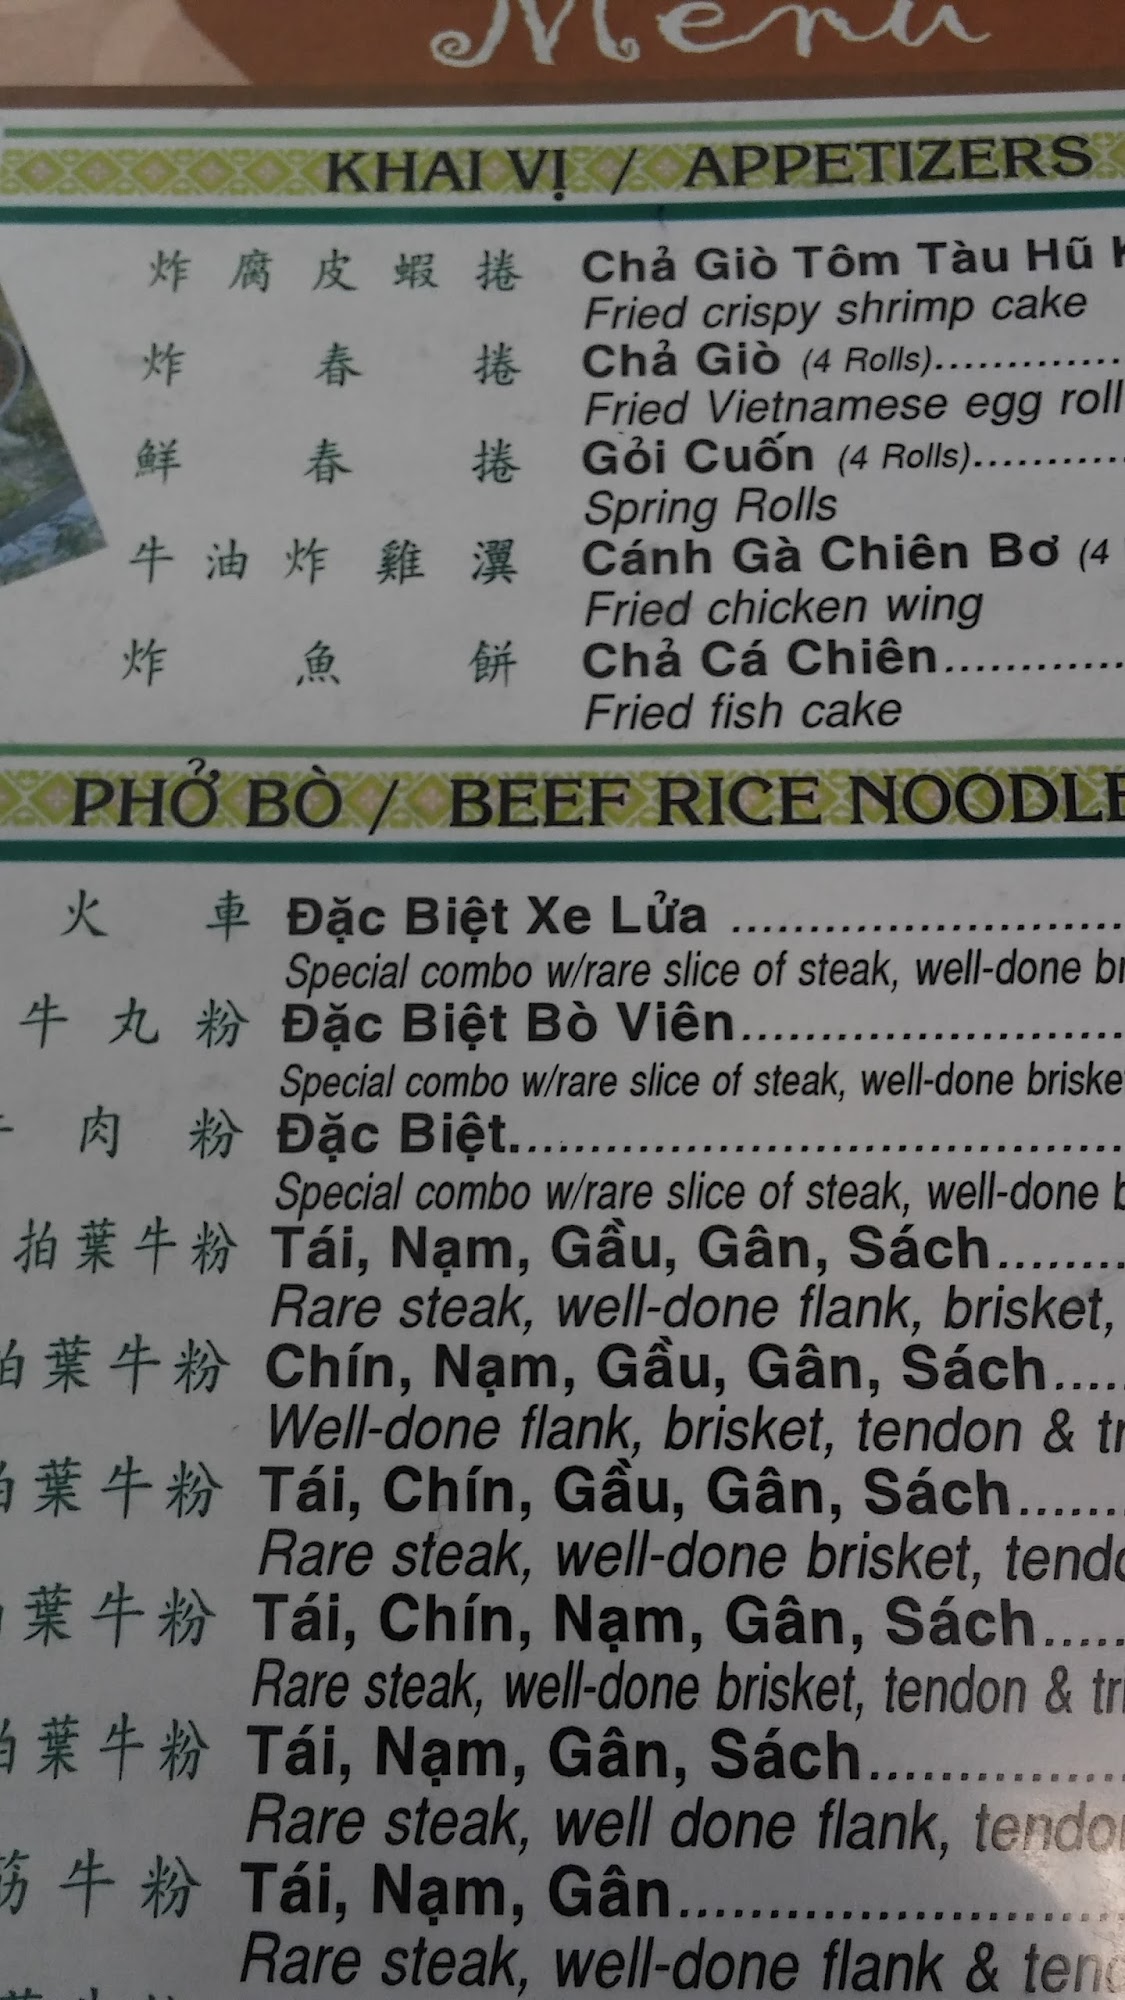 Menu
KHAI VỊ / APPETIZERS
炸腐皮蝦捲 Chả Giò Tôm Tàu Hũ
Fried crispy shrimp cake
炸春捲 Chả Giò (4 Rolls)
Fried Vietnamese egg roll
鮮春捲 Gỏi Cuốn (4 Rolls)
Spring Rolls
牛油炸雞瀷 Cánh Gà Chiên Bơ (4
Fried chicken wing
炸魚餅 Chả Cá Chiên
Fried fish cake
PHỞ BÒ / BEEF RICE NOODLE
火車 Đặc Biệt Xe Lửa
Special combo w/rare slice of steak, well-done
牛丸粉 Đặc Biệt Bò Viên
Special combo w/rare slice of steak, well-done brisket
肉粉 Đặc Biệt
Special combo w/rare slice of steak, well-done
拍葉牛粉 Tái, Nạm, Gầu, Gân, Sách
Rare steak, well-done flank, brisket,
葉牛粉 Chín, Nạm, Gầu, Gân, Sách
Well-done flank, brisket, tendon &
葉牛粉 Tái, Chín, Gầu, Gân, Sách
Rare steak, well-done brisket,
葉牛粉 Tái, Chín, Nạm, Gân, Sách
Rare steak, well-done brisket, tendon &
葉牛粉 Tái, Nạm, Gân, Sách
Rare steak, well done flank,
筋牛粉 Tái, Nạm, Gân
Rare steak, well-done flank &